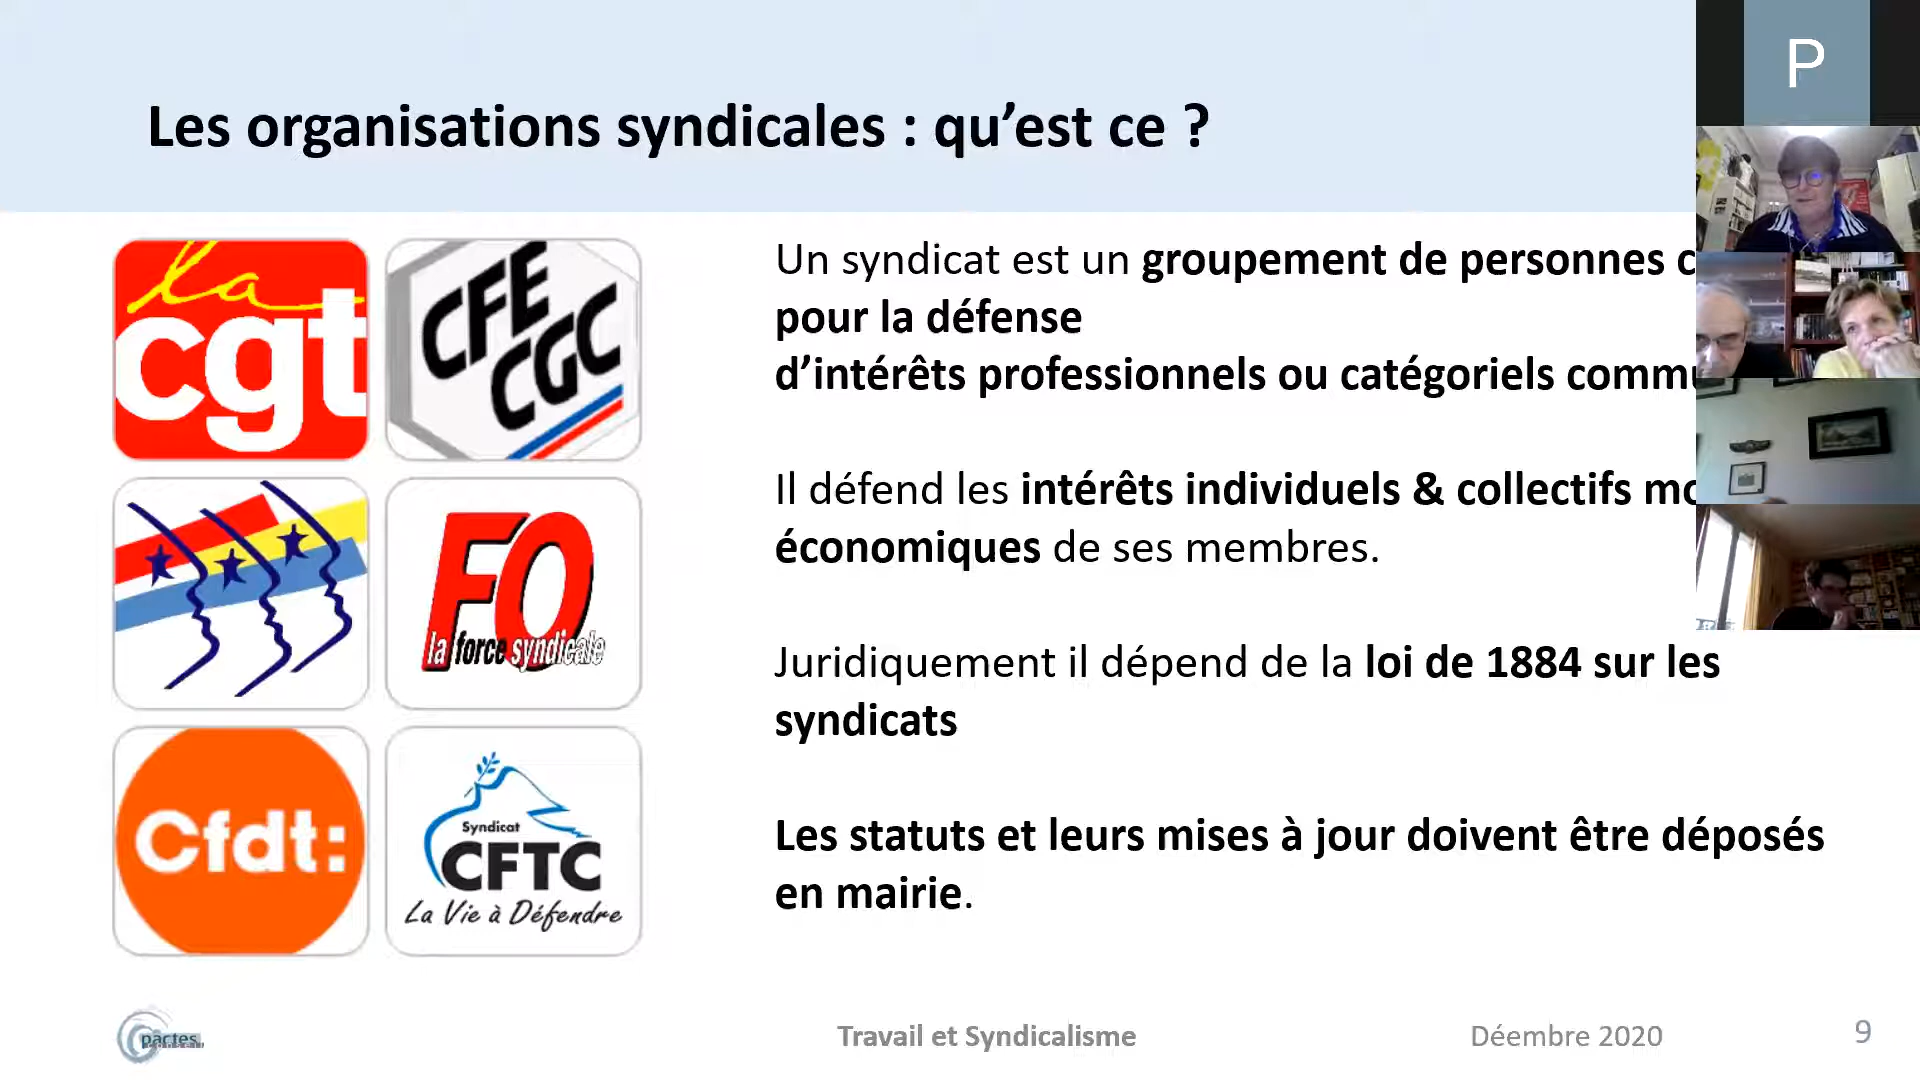 Les organisations syndicales : qu’est ce ?
P
la
cgt
CFE
CGC
FO
la force syndicale
Cfdt:
Syndicat
CFTC
La Vie à Défendre
Un syndicat est un groupement de personnes
pour la défense
d’intérêts professionnels ou catégoriels
Il défend les intérêts individuels & collectifs
économiques de ses membres.
Juridiquement il dépend de la loi de 1884 sur les
syndicats
Les statuts et leurs mises à jour doivent être déposés
en mairie.
pactes
conseil
Travail et Syndicalisme
Déembre 2020
9